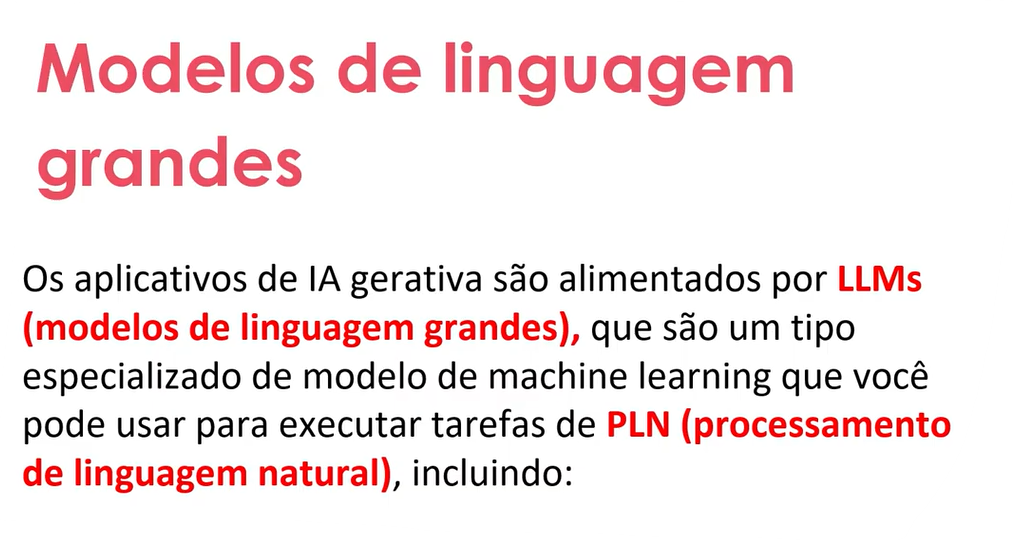 Modelos de linguagem
grandes
Os aplicativos de IA gerativa são alimentados por LLMs
(modelos de linguagem grandes), que são um tipo
especializado de modelo de machine learning que você
pode usar para executar tarefas de PLN (processamento
de linguagem natural), incluindo: